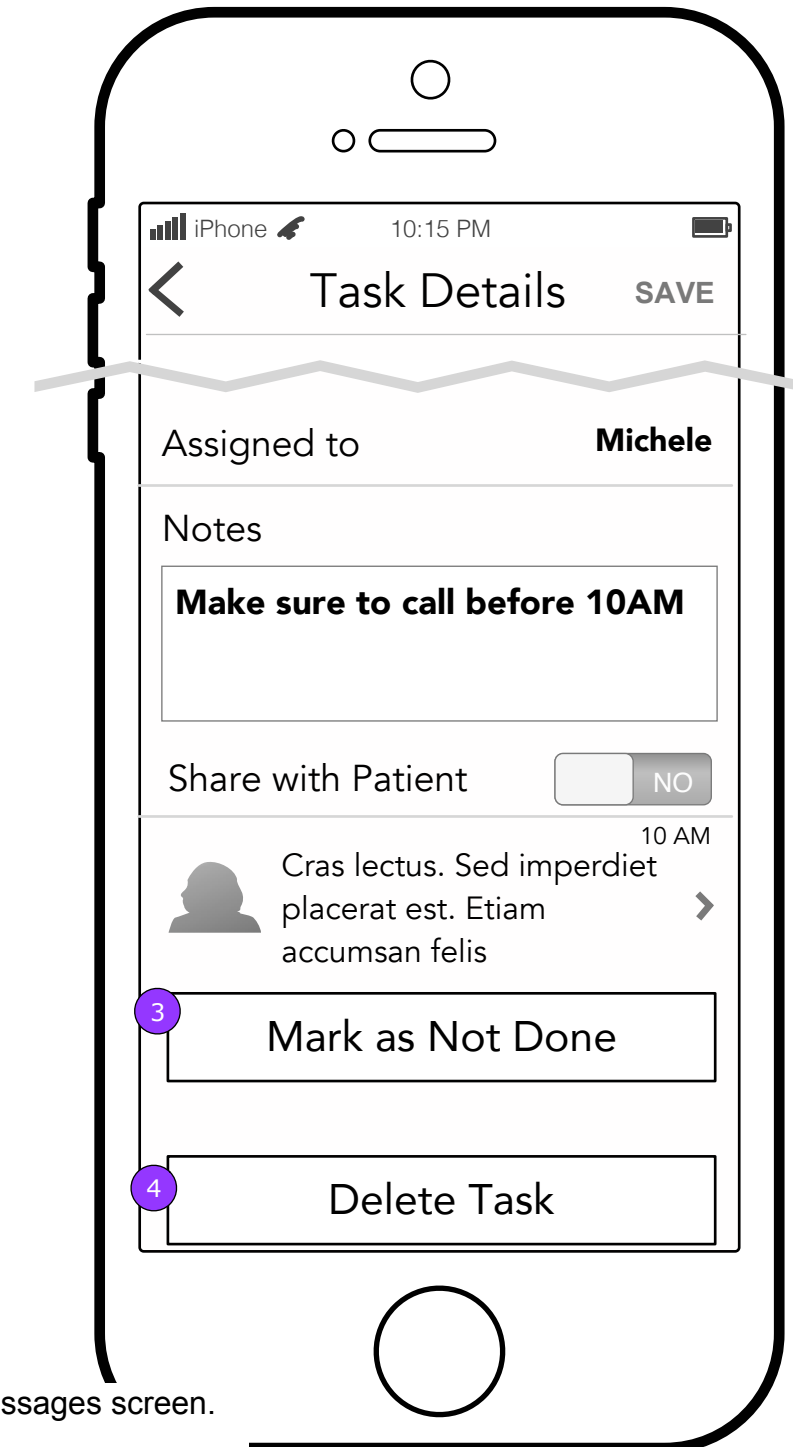 iPhone 10:15 PM
Task Details SAVE
Assigned to Michele
Notes
Make sure to call before 10AM
Share with Patient NO
10 AM
Cras lectus. Sed imperdiet
placerat est. Etiam
accumsan felis
3 Mark as Not Done
4 Delete Task
ssages screen.